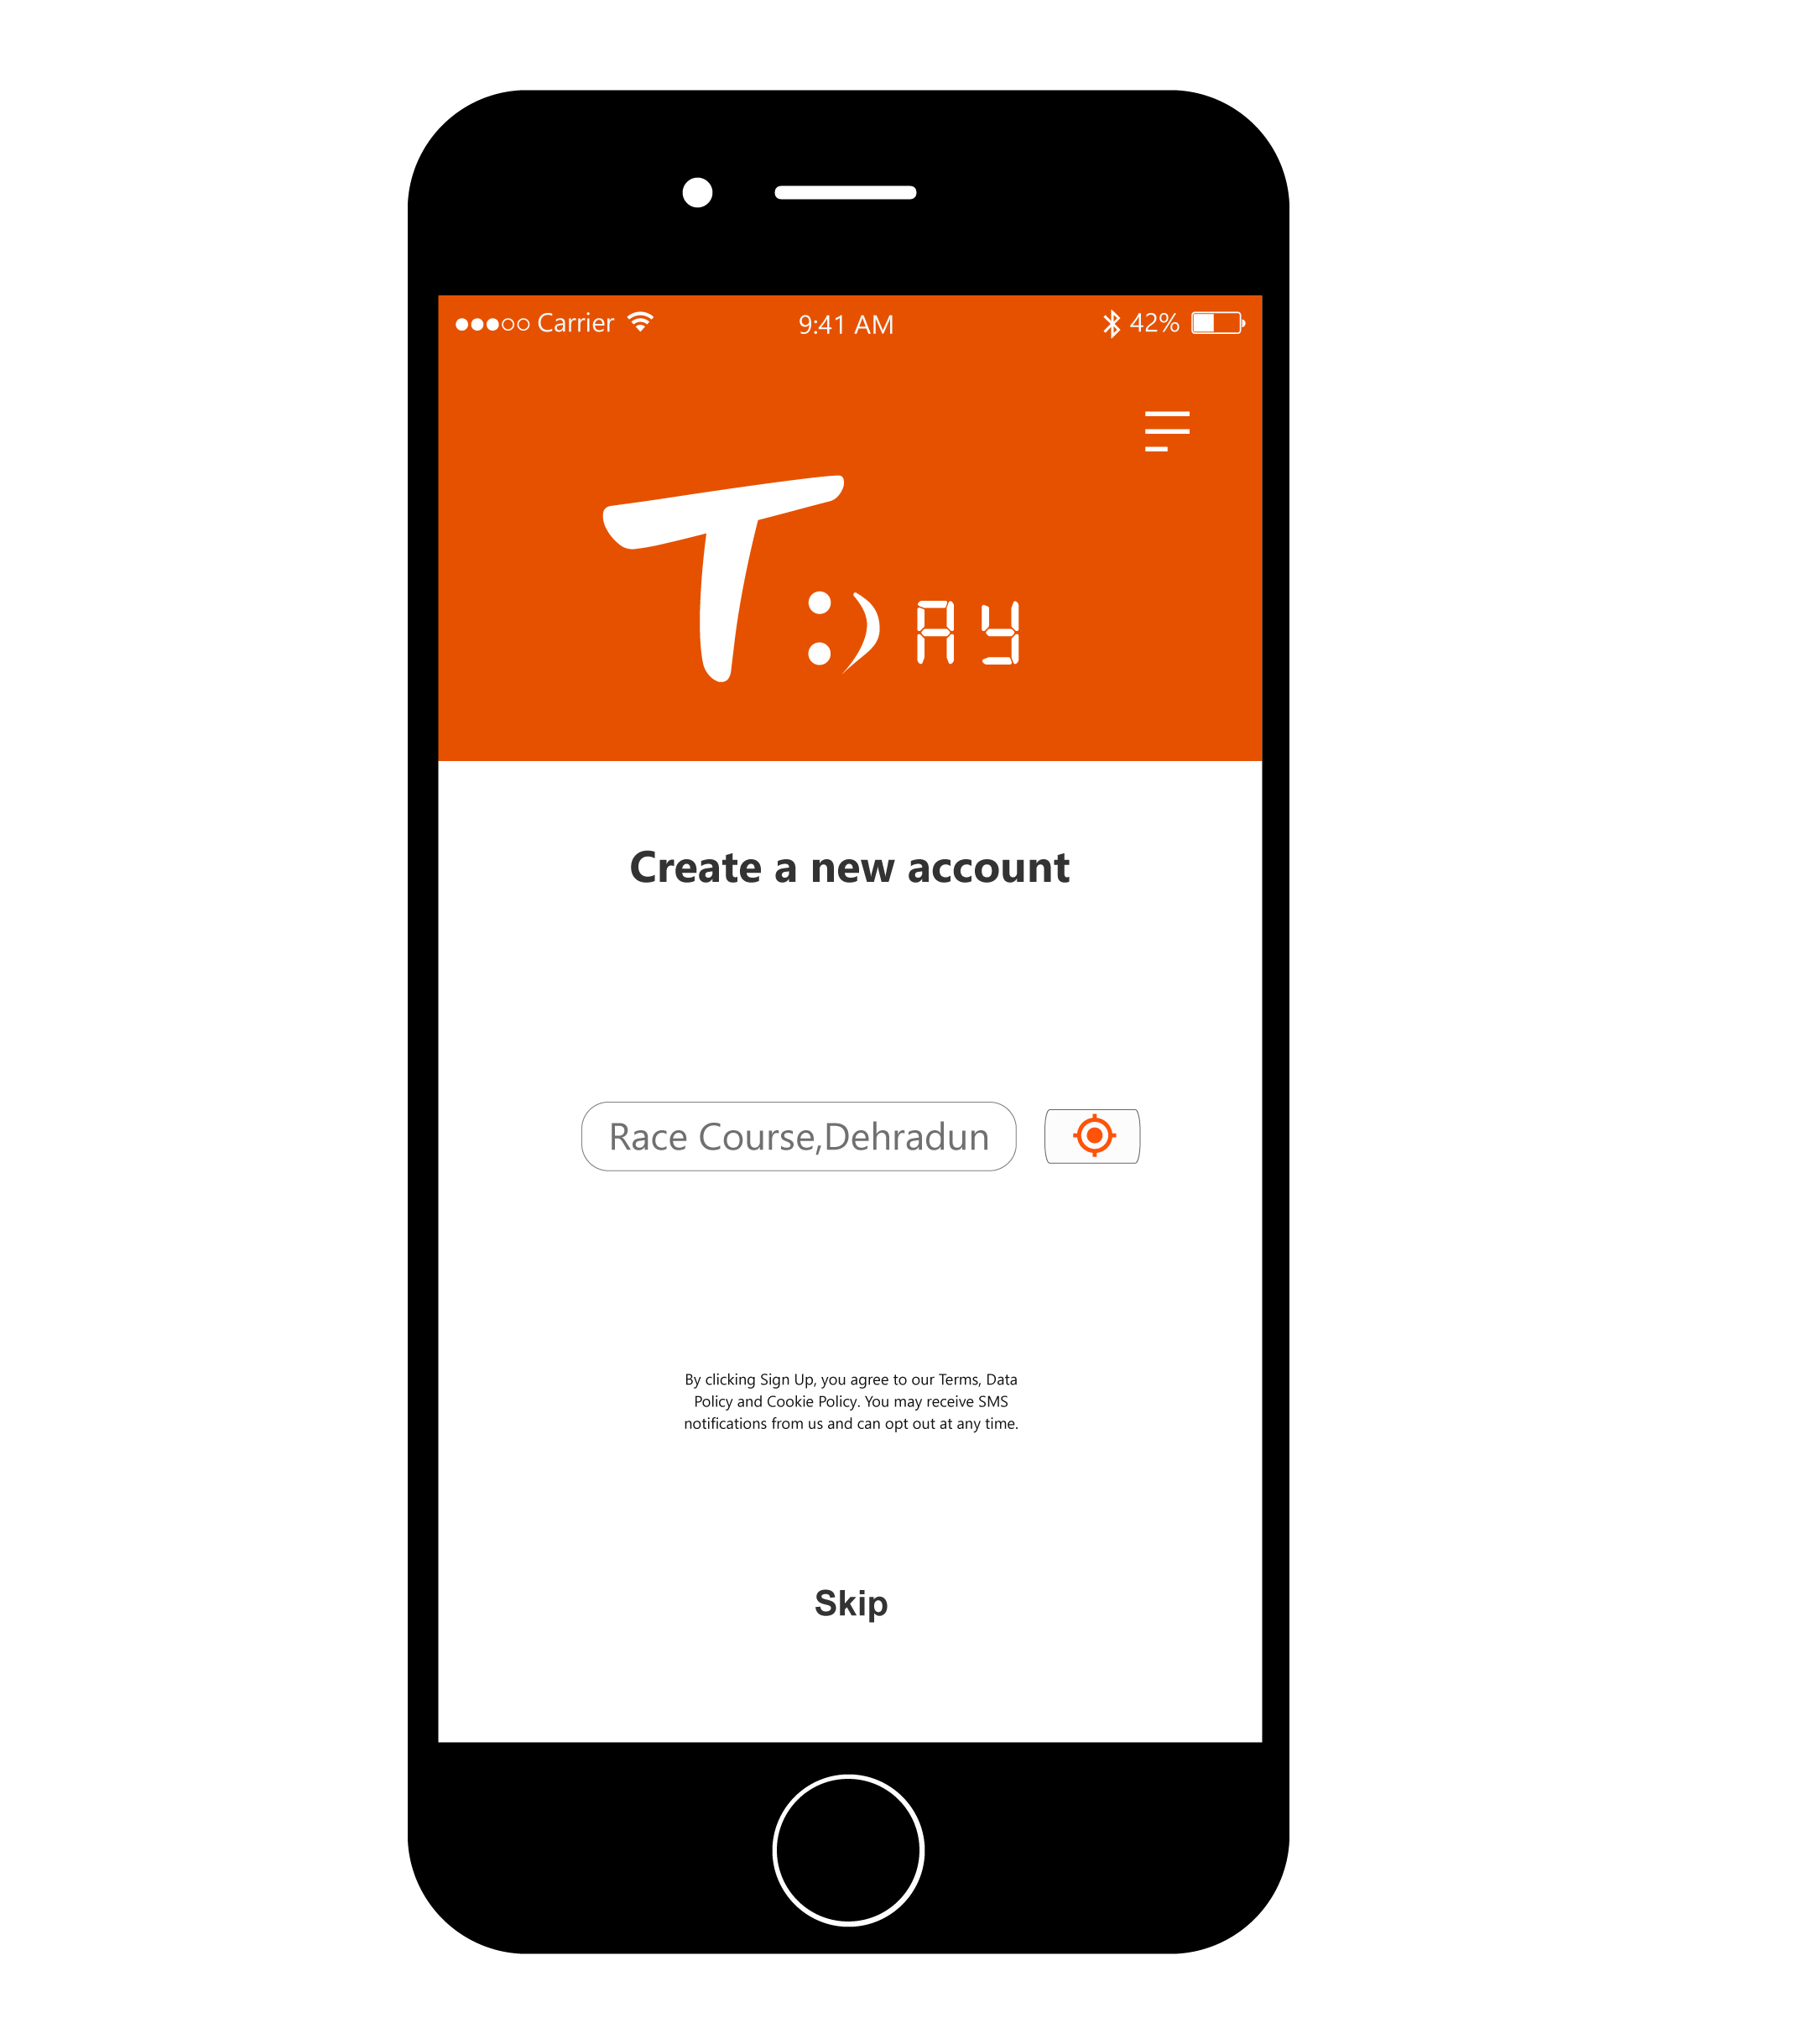 Carrier 9:41 AM 42%
T:)AY
Create a new account
Race Course,Dehradun
By clicking Sign Up, you agree to our Terms, Data
Policy and Cookie Policy. You may receive SMS
notifications from us and can opt out at any time.
Skip